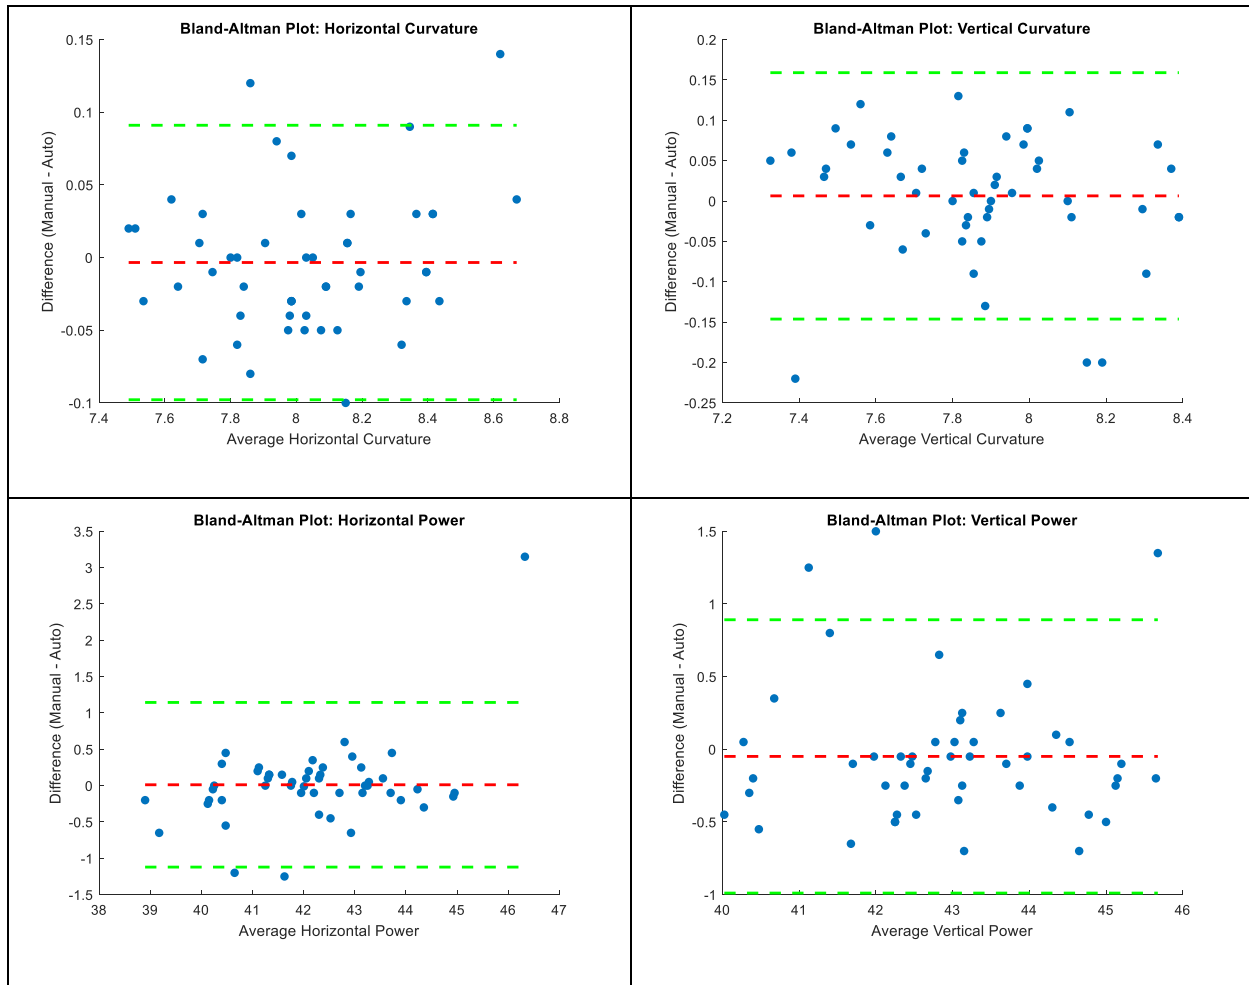 Bland-Altman Plot: Horizontal Curvature
0.15
0.1
0.05
0
-0.05
-0.1
Difference (Manual - Auto)
7.4 7.6 7.8 8 8.2 8.4 8.6 8.8
Average Horizontal Curvature
Bland-Altman Plot: Vertical Curvature
0.2
0.15
0.1
0.05
0
-0.05
-0.1
-0.15
-0.2
-0.25
Difference (Manual - Auto)
7.2 7.4 7.6 7.8 8 8.2 8.4
Average Vertical Curvature
Bland-Altman Plot: Horizontal Power
3.5
3
2.5
2
1.5
1
0.5
0
-0.5
-1
-1.5
Difference (Manual - Auto)
38 39 40 41 42 43 44 45 46 47
Average Horizontal Power
Bland-Altman Plot: Vertical Power
1.5
1
0.5
0
-0.5
-1
Difference (Manual - Auto)
40 41 42 43 44 45 46
Average Vertical Power